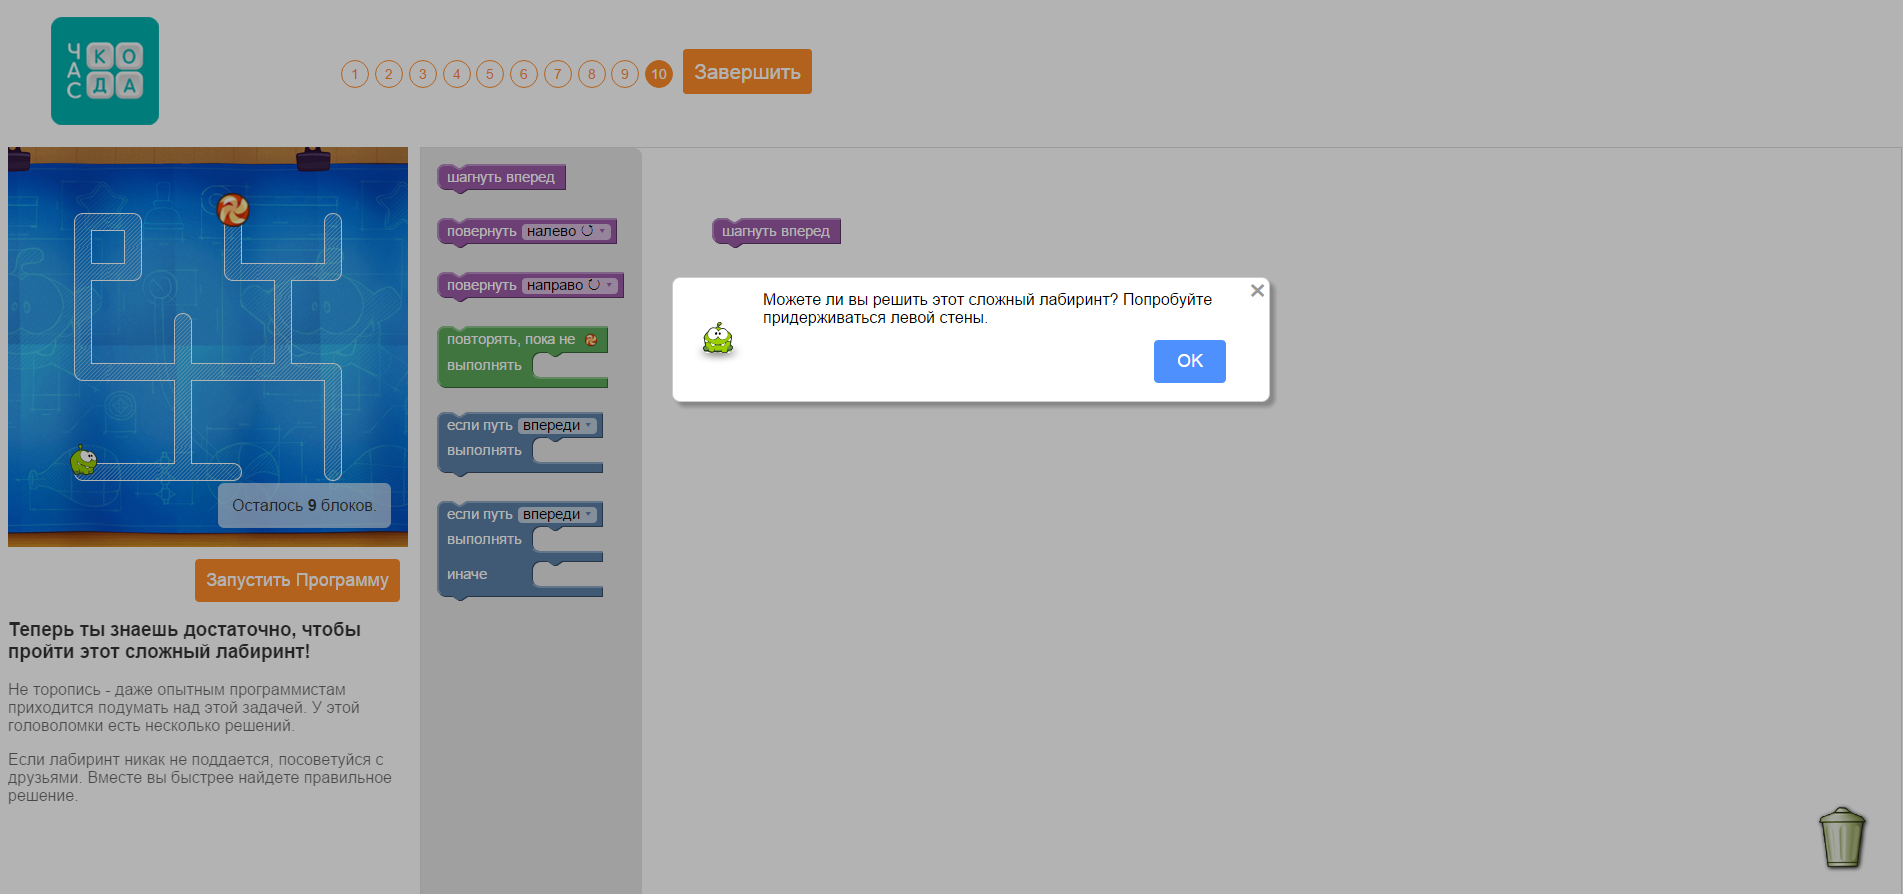 ЧАС
КО
ДА
1 2 3 4 5 6 7 8 9 10 Завершить
шагнуть вперед
повернуть налево
повернуть направо
повторять, пока не
выполнять
если путь впереди
выполнять
если путь впереди
выполнять
иначе
шагнуть вперед
Можете ли вы решить этот сложный лабиринт? Попробуйте
придерживаться левой стены.
OK
Осталось 9 блоков.
Запустить Программу
Теперь ты знаешь достаточно, чтобы
пройти этот сложный лабиринт!
Не торопись - даже опытным программистам
приходится подумать над этой задачей. У этой
головоломки есть несколько решений.
Если лабиринт никак не поддается, посоветуйся с
друзьями. Вместе вы быстрее найдете правильное
решение.